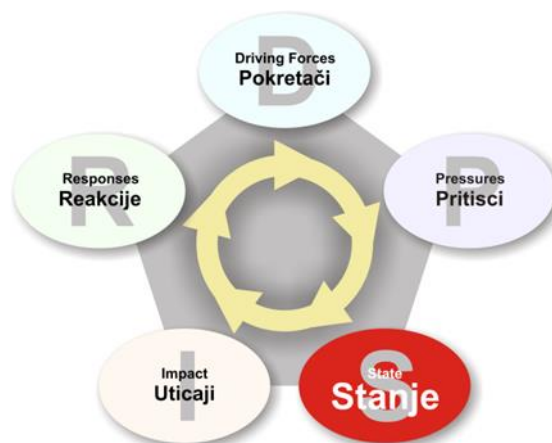 D
Driving Forces
Pokretači
R
Responses
Reakcije
P
Pressures
Pritisci
I
Impact
Uticaji
S
State
Stanje